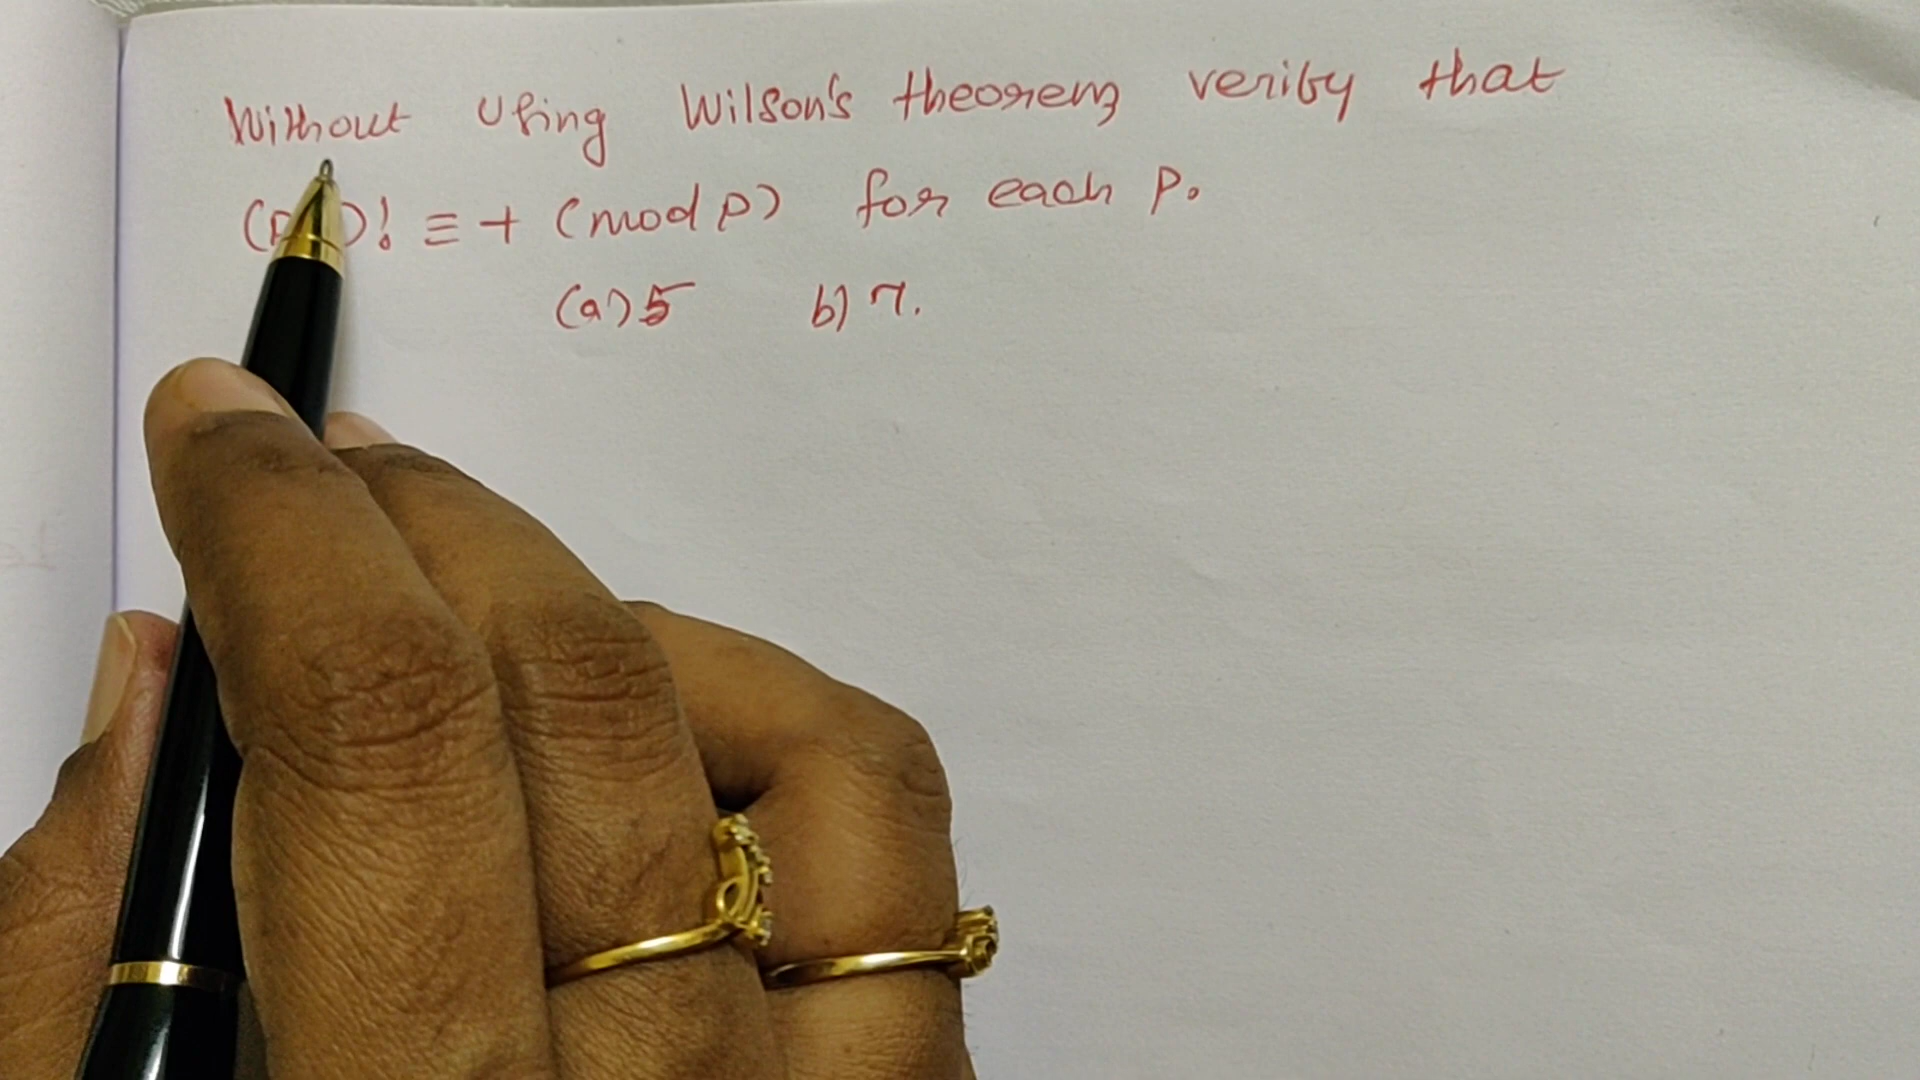 Without Using Wilson's theorem verify that
(p )! ≡ + (mod p) for each p.
(a) 5 b) 7.